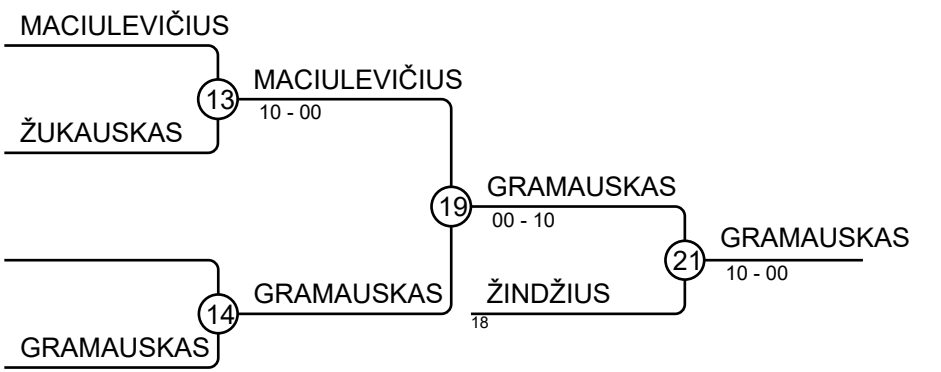 MACIULEVIČIUS
13
MACIULEVIČIUS
10 - 00
ŽUKAUSKAS
19
GRAMAUSKAS
00 - 10
21
GRAMAUSKAS
10 - 00
14
GRAMAUSKAS
ŽINDŽIUS
18
GRAMAUSKAS